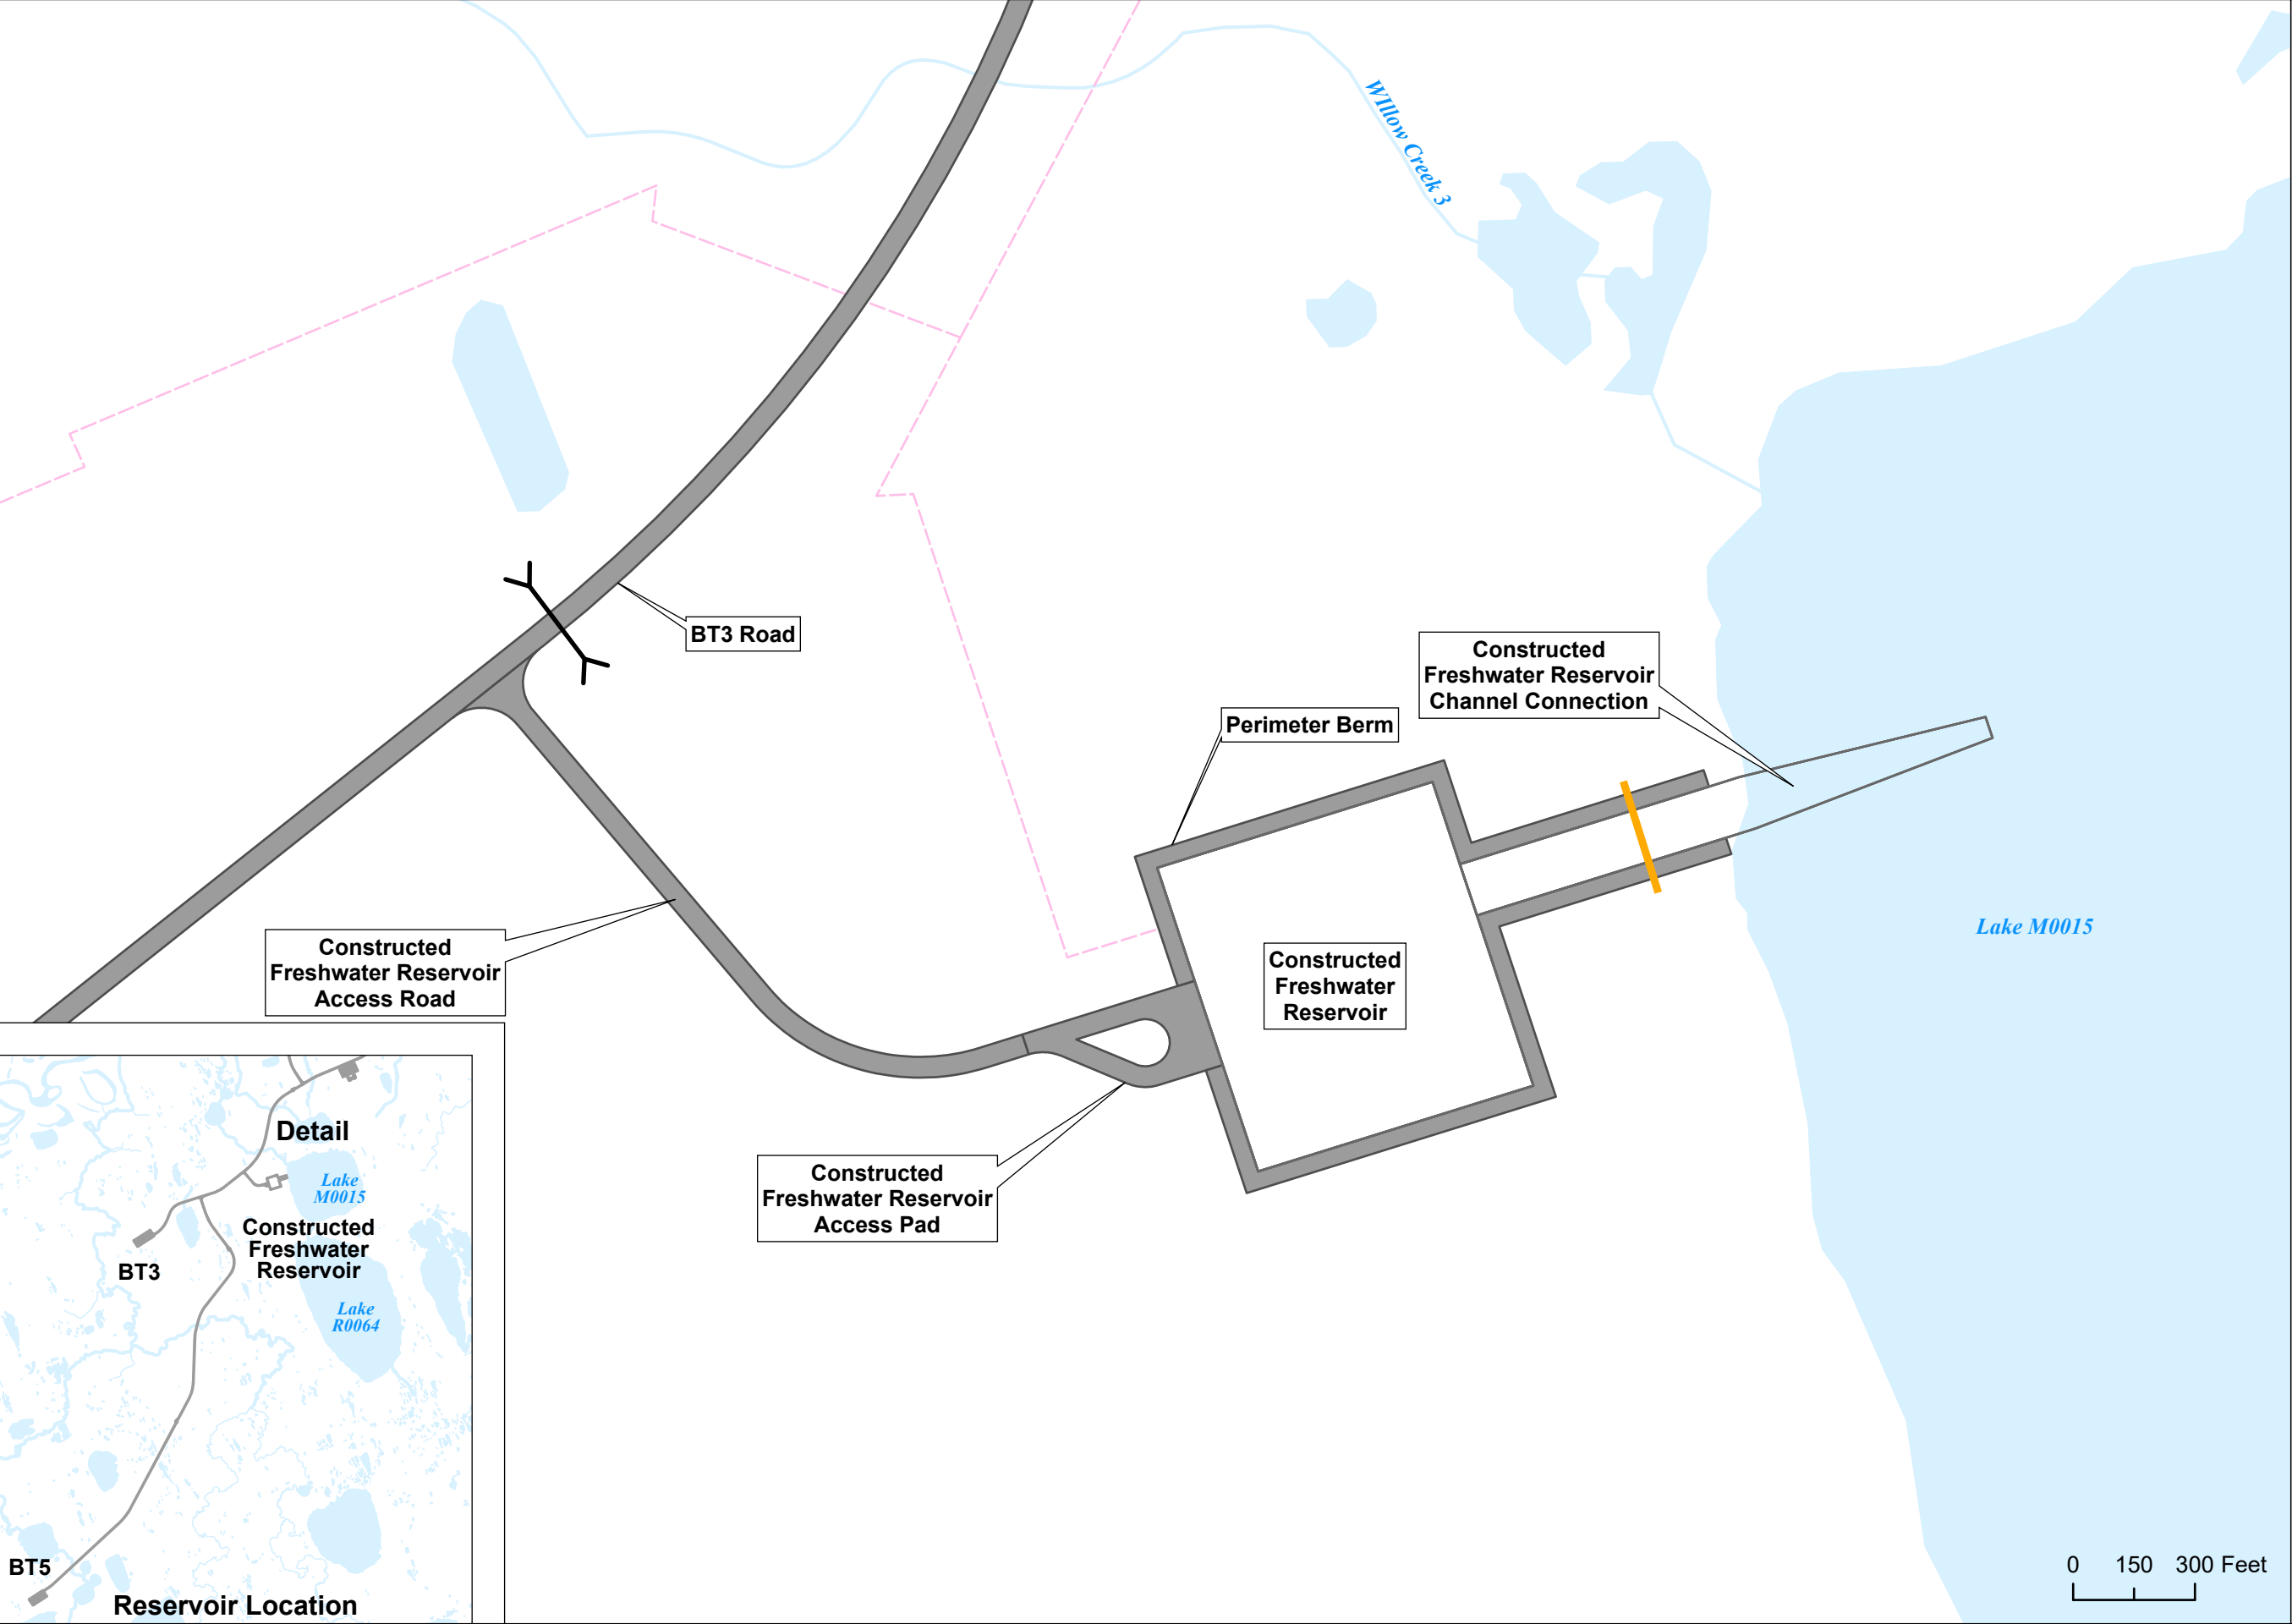 WIllow Creek 3
BT3 Road
Constructed
Freshwater Reservoir
Channel Connection
Perimeter Berm
Lake M0015
Constructed
Freshwater Reservoir
Access Road
Constructed
Freshwater
Reservoir
Constructed
Freshwater Reservoir
Access Pad
Detail
Lake
M0015
Constructed
Freshwater
Reservoir
BT3
Lake
R0064
BT5
Reservoir Location
0 150 300 Feet